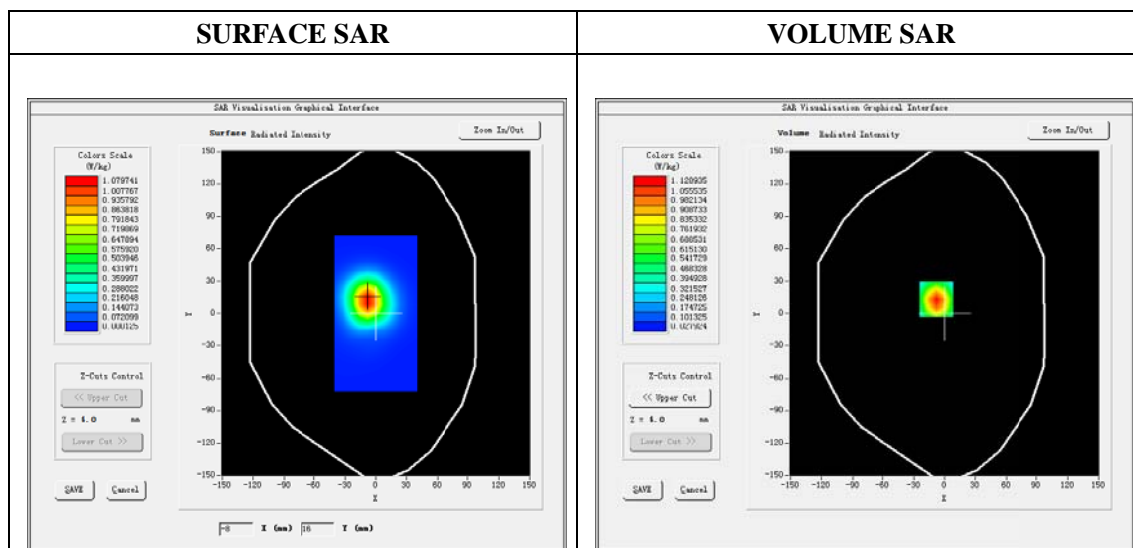 SURFACE SAR
VOLUME SAR
SAR Visualisation Graphical Interface
Surface Radiated Intensity
Zoom In/Out
Colors Scale
(W/kg)
1.079741
1.007767
0.935792
0.863818
0.791843
0.719869
0.647894
0.575920
0.503946
0.431971
0.359997
0.288022
0.216048
0.144073
0.072099
0.000125
150
120
90
60
30
0
-30
-60
-90
-120
-150
Y
-150 -120 -90 -60 -30 0 30 60 90 120 150
X
Z-Cuts Control
<< Upper Cut
Z = 4.0 mm
Lower Cut >>
SAVE Cancel
-8 X (mm) 16 Y (mm)
SAR Visualisation Graphical Interface
Volume Radiated Intensity
Zoom In/Out
Colors Scale
(W/kg)
1.128935
1.055535
0.982134
0.908733
0.835332
0.761932
0.688531
0.615130
0.541729
0.468328
0.394928
0.321527
0.248126
0.174725
0.101325
0.027924
150
120
90
60
30
0
-30
-60
-90
-120
-150
Y
-150 -120 -90 -60 -30 0 30 60 90 120 150
X
Z-Cuts Control
<< Upper Cut
Z = 4.0 mm
Lower Cut >>
SAVE Cancel